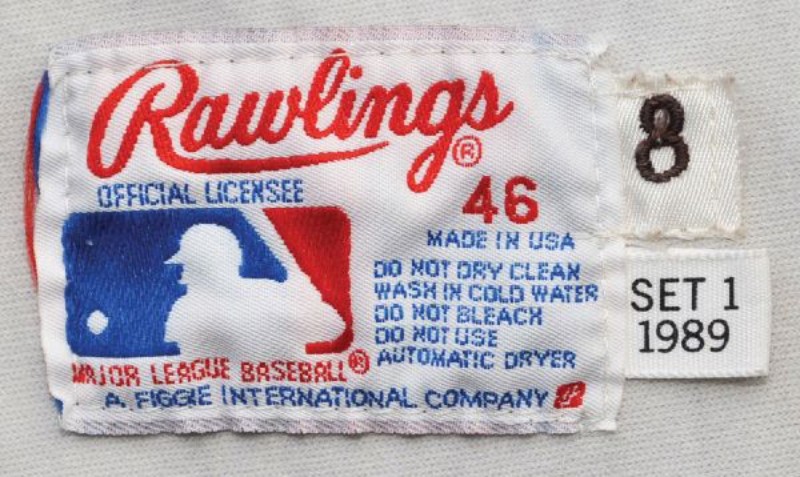 Rawlings®
OFFICIAL LICENSEE
46
MADE IN USA
DO NOT DRY CLEAN
WASH IN COLD WATER
DO NOT BLEACH
DO NOT USE
AUTOMATIC DRYER
MAJOR LEAGUE BASEBALL®
A FIGGIE INTERNATIONAL COMPANY
8
SET 1
1989